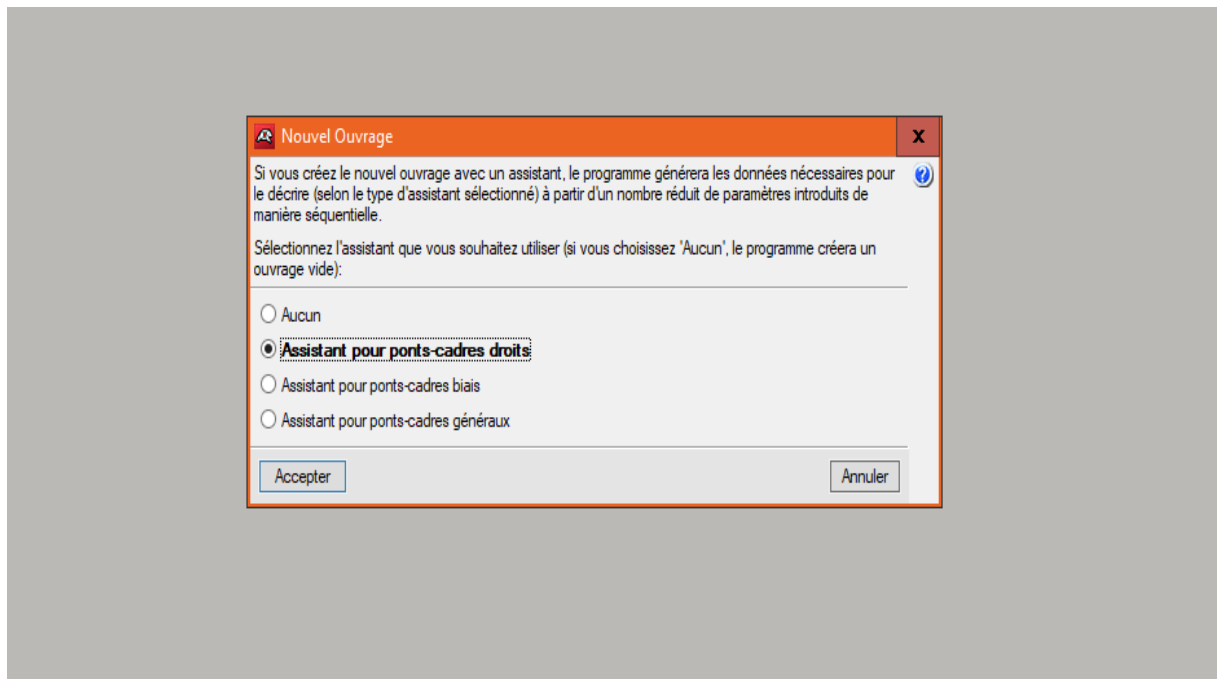 Nouvel Ouvrage
X
Si vous créez le nouvel ouvrage avec un assistant, le programme générera les données nécessaires pour
le décrire (selon le type d'assistant sélectionné) à partir d'un nombre réduit de paramètres introduits de
manière séquentielle.
Sélectionnez l'assistant que vous souhaitez utiliser (si vous choisissez 'Aucun', le programme créera un
ouvrage vide):
Aucun
Assistant pour ponts-cadres droits
Assistant pour ponts-cadres biais
Assistant pour ponts-cadres généraux
Accepter
Annuler